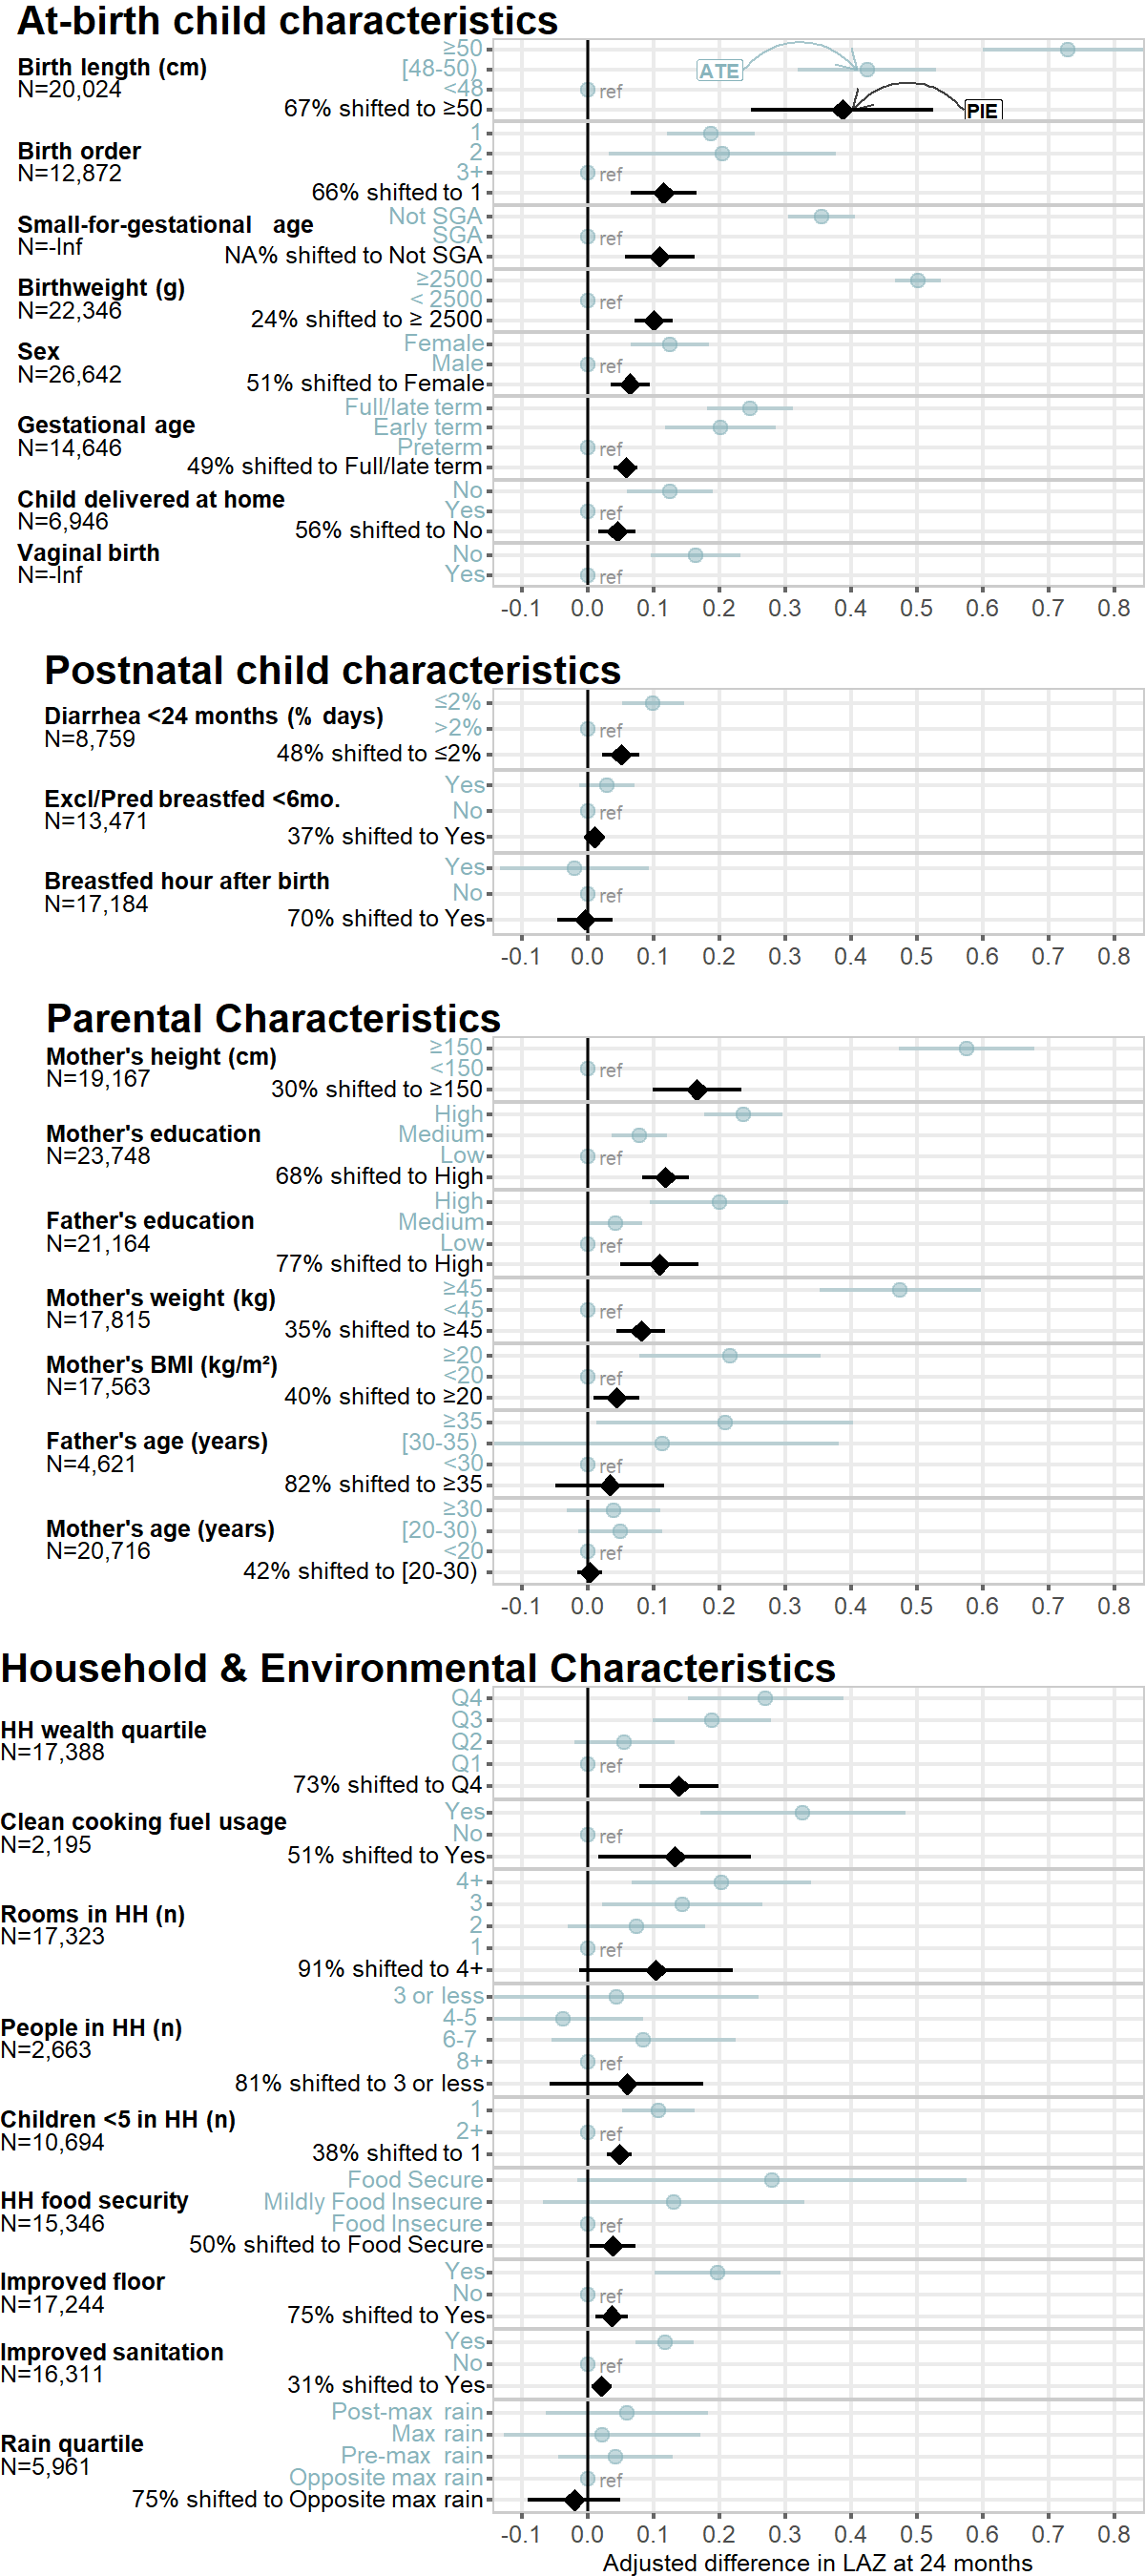 At-birth child characteristics
Birth length (cm)
N=20,024
≥50
[48-50)
<48
67% shifted to ≥50
ref
ATE
PIE
Birth order
N=12,872
1
2
3+
66% shifted to 1
ref
Small-for-gestational age
N=-Inf
Not SGA
SGA
NA% shifted to Not SGA
Birthweight (g)
N=22,346
≥2500
< 2500
24% shifted to ≥ 2500
ref
Sex
N=26,642
Female
Male
51% shifted to Female
ref
Gestational age
N=14,646
Full/late term
Early term
Preterm
49% shifted to Full/late term
ref
Child delivered at home
N=6,946
No
Yes
56% shifted to No
ref
Vaginal birth
N=-Inf
No
Yes
ref
-0.1 0.0 0.1 0.2 0.3 0.4 0.5 0.6 0.7 0.8
Postnatal child characteristics
Diarrhea <24 months (% days)
N=8,759
≤2%
>2%
48% shifted to ≤2%
ref
Excl/Pred breastfed <6mo.
N=13,471
Yes
No
37% shifted to Yes
ref
Breastfed hour after birth
N=17,184
Yes
No
70% shifted to Yes
ref
-0.1 0.0 0.1 0.2 0.3 0.4 0.5 0.6 0.7 0.8
Parental Characteristics
Mother's height (cm)
N=19,167
≥150
<150
30% shifted to ≥150
ref
Mother's education
N=23,748
High
Medium
Low
68% shifted to High
ref
Father's education
N=21,164
High
Medium
Low
77% shifted to High
ref
Mother's weight (kg)
N=17,815
≥45
<45
35% shifted to ≥45
ref
Mother's BMI (kg/m²)
N=17,563
≥20
<20
40% shifted to ≥20
ref
Father's age (years)
N=4,621
≥35
[30-35)
<30
82% shifted to ≥35
ref
Mother's age (years)
N=20,716
≥30
[20-30)
<20
42% shifted to [20-30)
ref
-0.1 0.0 0.1 0.2 0.3 0.4 0.5 0.6 0.7 0.8
Household & Environmental Characteristics
HH wealth quartile
N=17,388
Q4
Q3
Q2
Q1
73% shifted to Q4
ref
Clean cooking fuel usage
N=2,195
Yes
No
51% shifted to Yes
ref
Rooms in HH (n)
N=17,323
4+
3
2
1
91% shifted to 4+
ref
People in HH (n)
N=2,663
3 or less
4-5
6-7
8+
81% shifted to 3 or less
ref
Children <5 in HH (n)
N=10,694
1
2+
38% shifted to 1
ref
HH food security
N=15,346
Food Secure
Mildly Food Insecure
Food Insecure
50% shifted to Food Secure
ref
Improved floor
N=17,244
Yes
No
75% shifted to Yes
ref
Improved sanitation
N=16,311
Yes
No
31% shifted to Yes
ref
Rain quartile
N=5,961
Post-max rain
Max rain
Pre-max rain
Opposite max rain
75% shifted to Opposite max rain
ref
-0.1 0.0 0.1 0.2 0.3 0.4 0.5 0.6 0.7 0.8
Adjusted difference in LAZ at 24 months